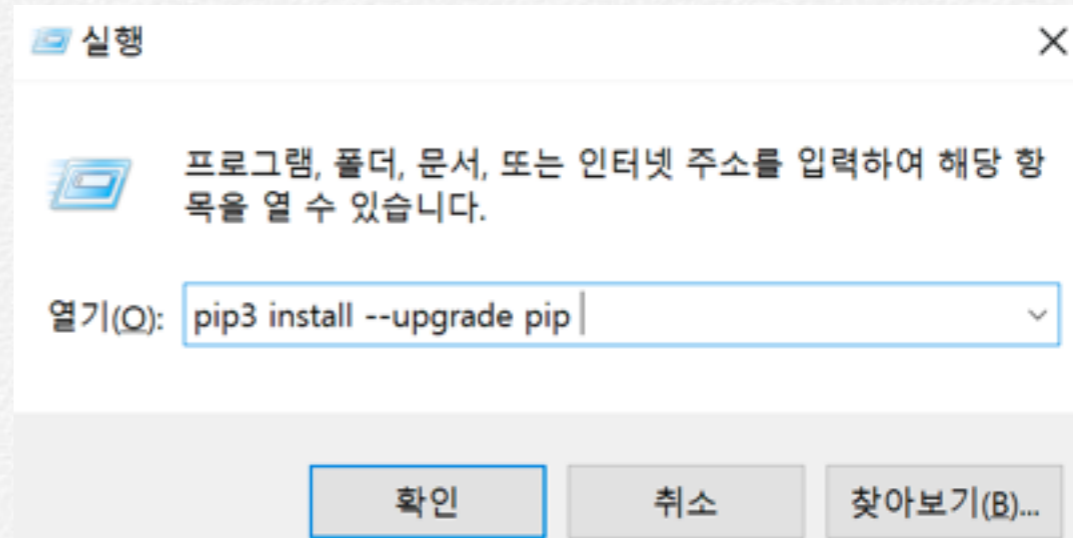 실행
프로그램, 폴더, 문서, 또는 인터넷 주소를 입력하여 해당 항
목을 열 수 있습니다.
열기(O): pip3 install --upgrade pip
확인 취소 찾아보기(B)...